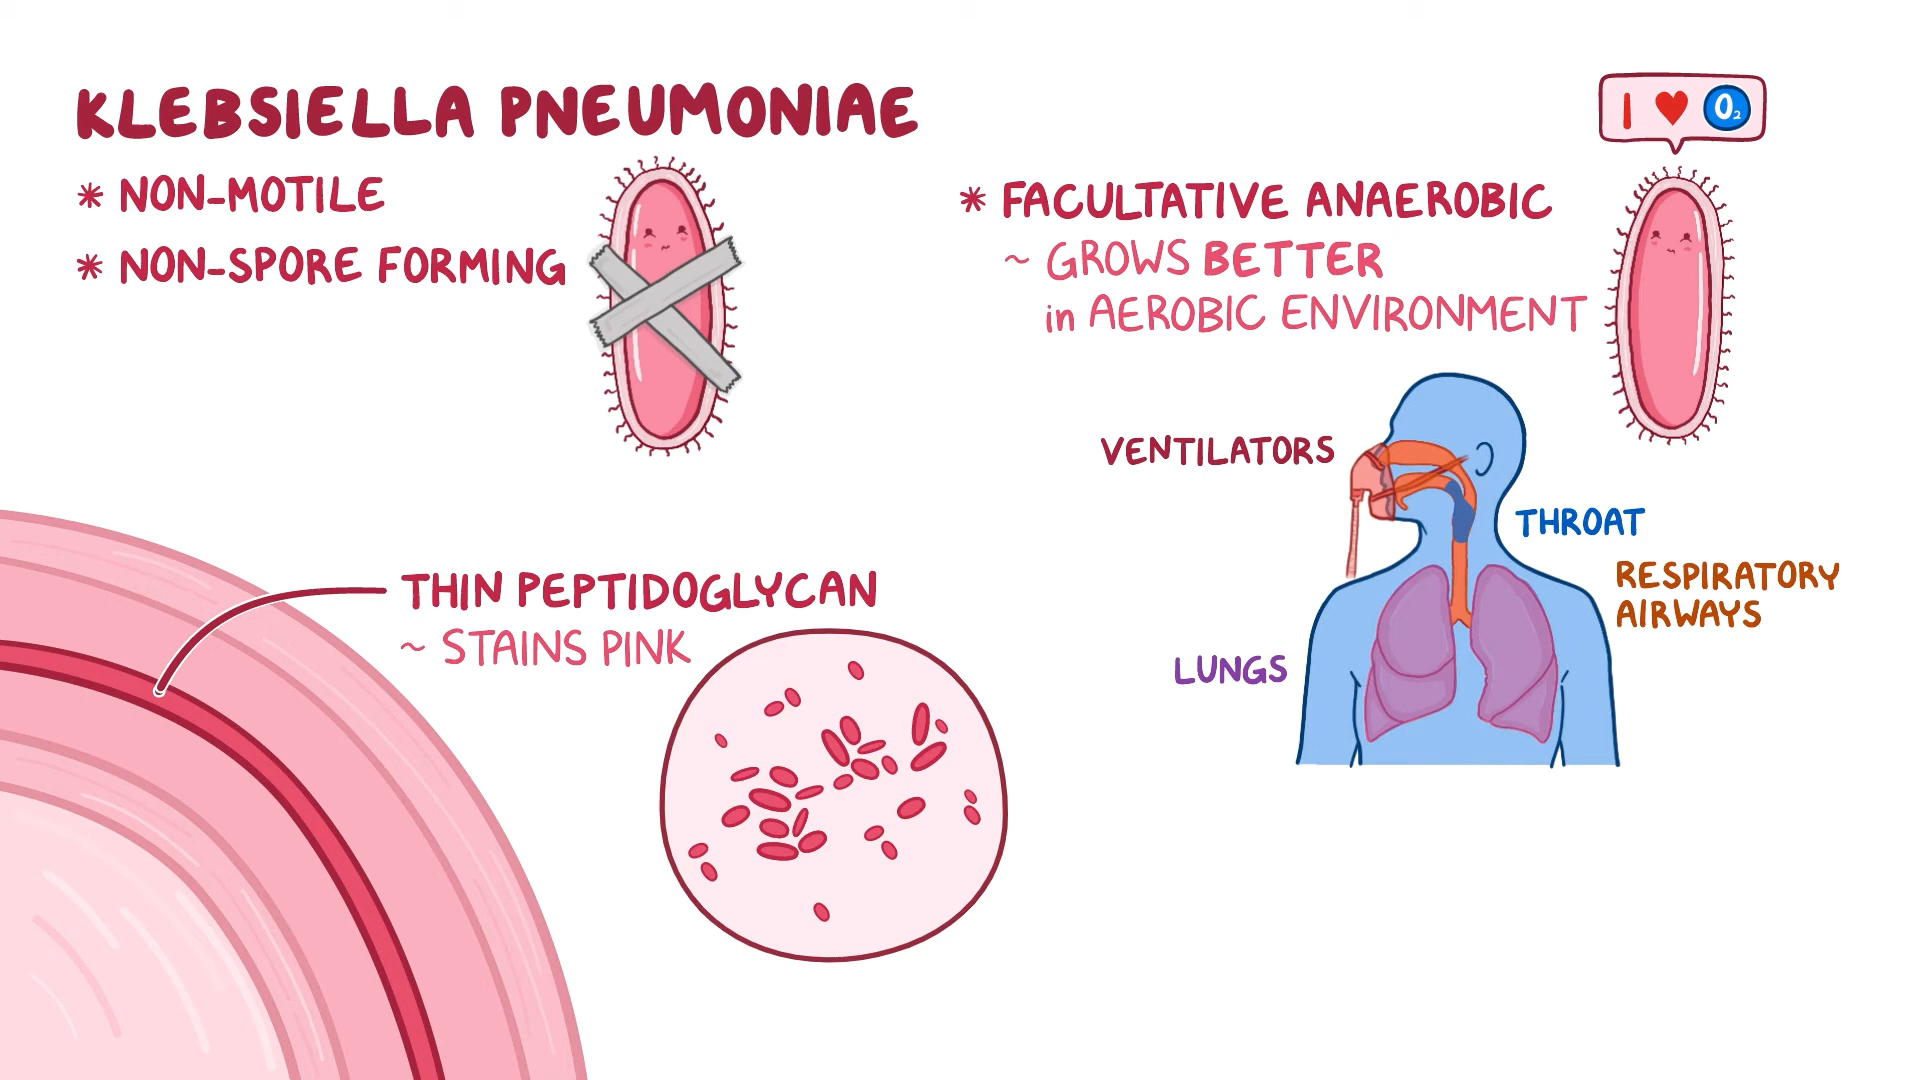 KLEBSIELLA PNEUMONIAE
* NON-MOTILE
* NON-SPORE FORMING
I ♥ O₂
* FACULTATIVE ANAEROBIC
~ GROWS BETTER
in AEROBIC ENVIRONMENT
VENTILATORS
THROAT
RESPIRATORY
AIRWAYS
LUNGS
THIN PEPTIDOGLYCAN
~ STAINS PINK